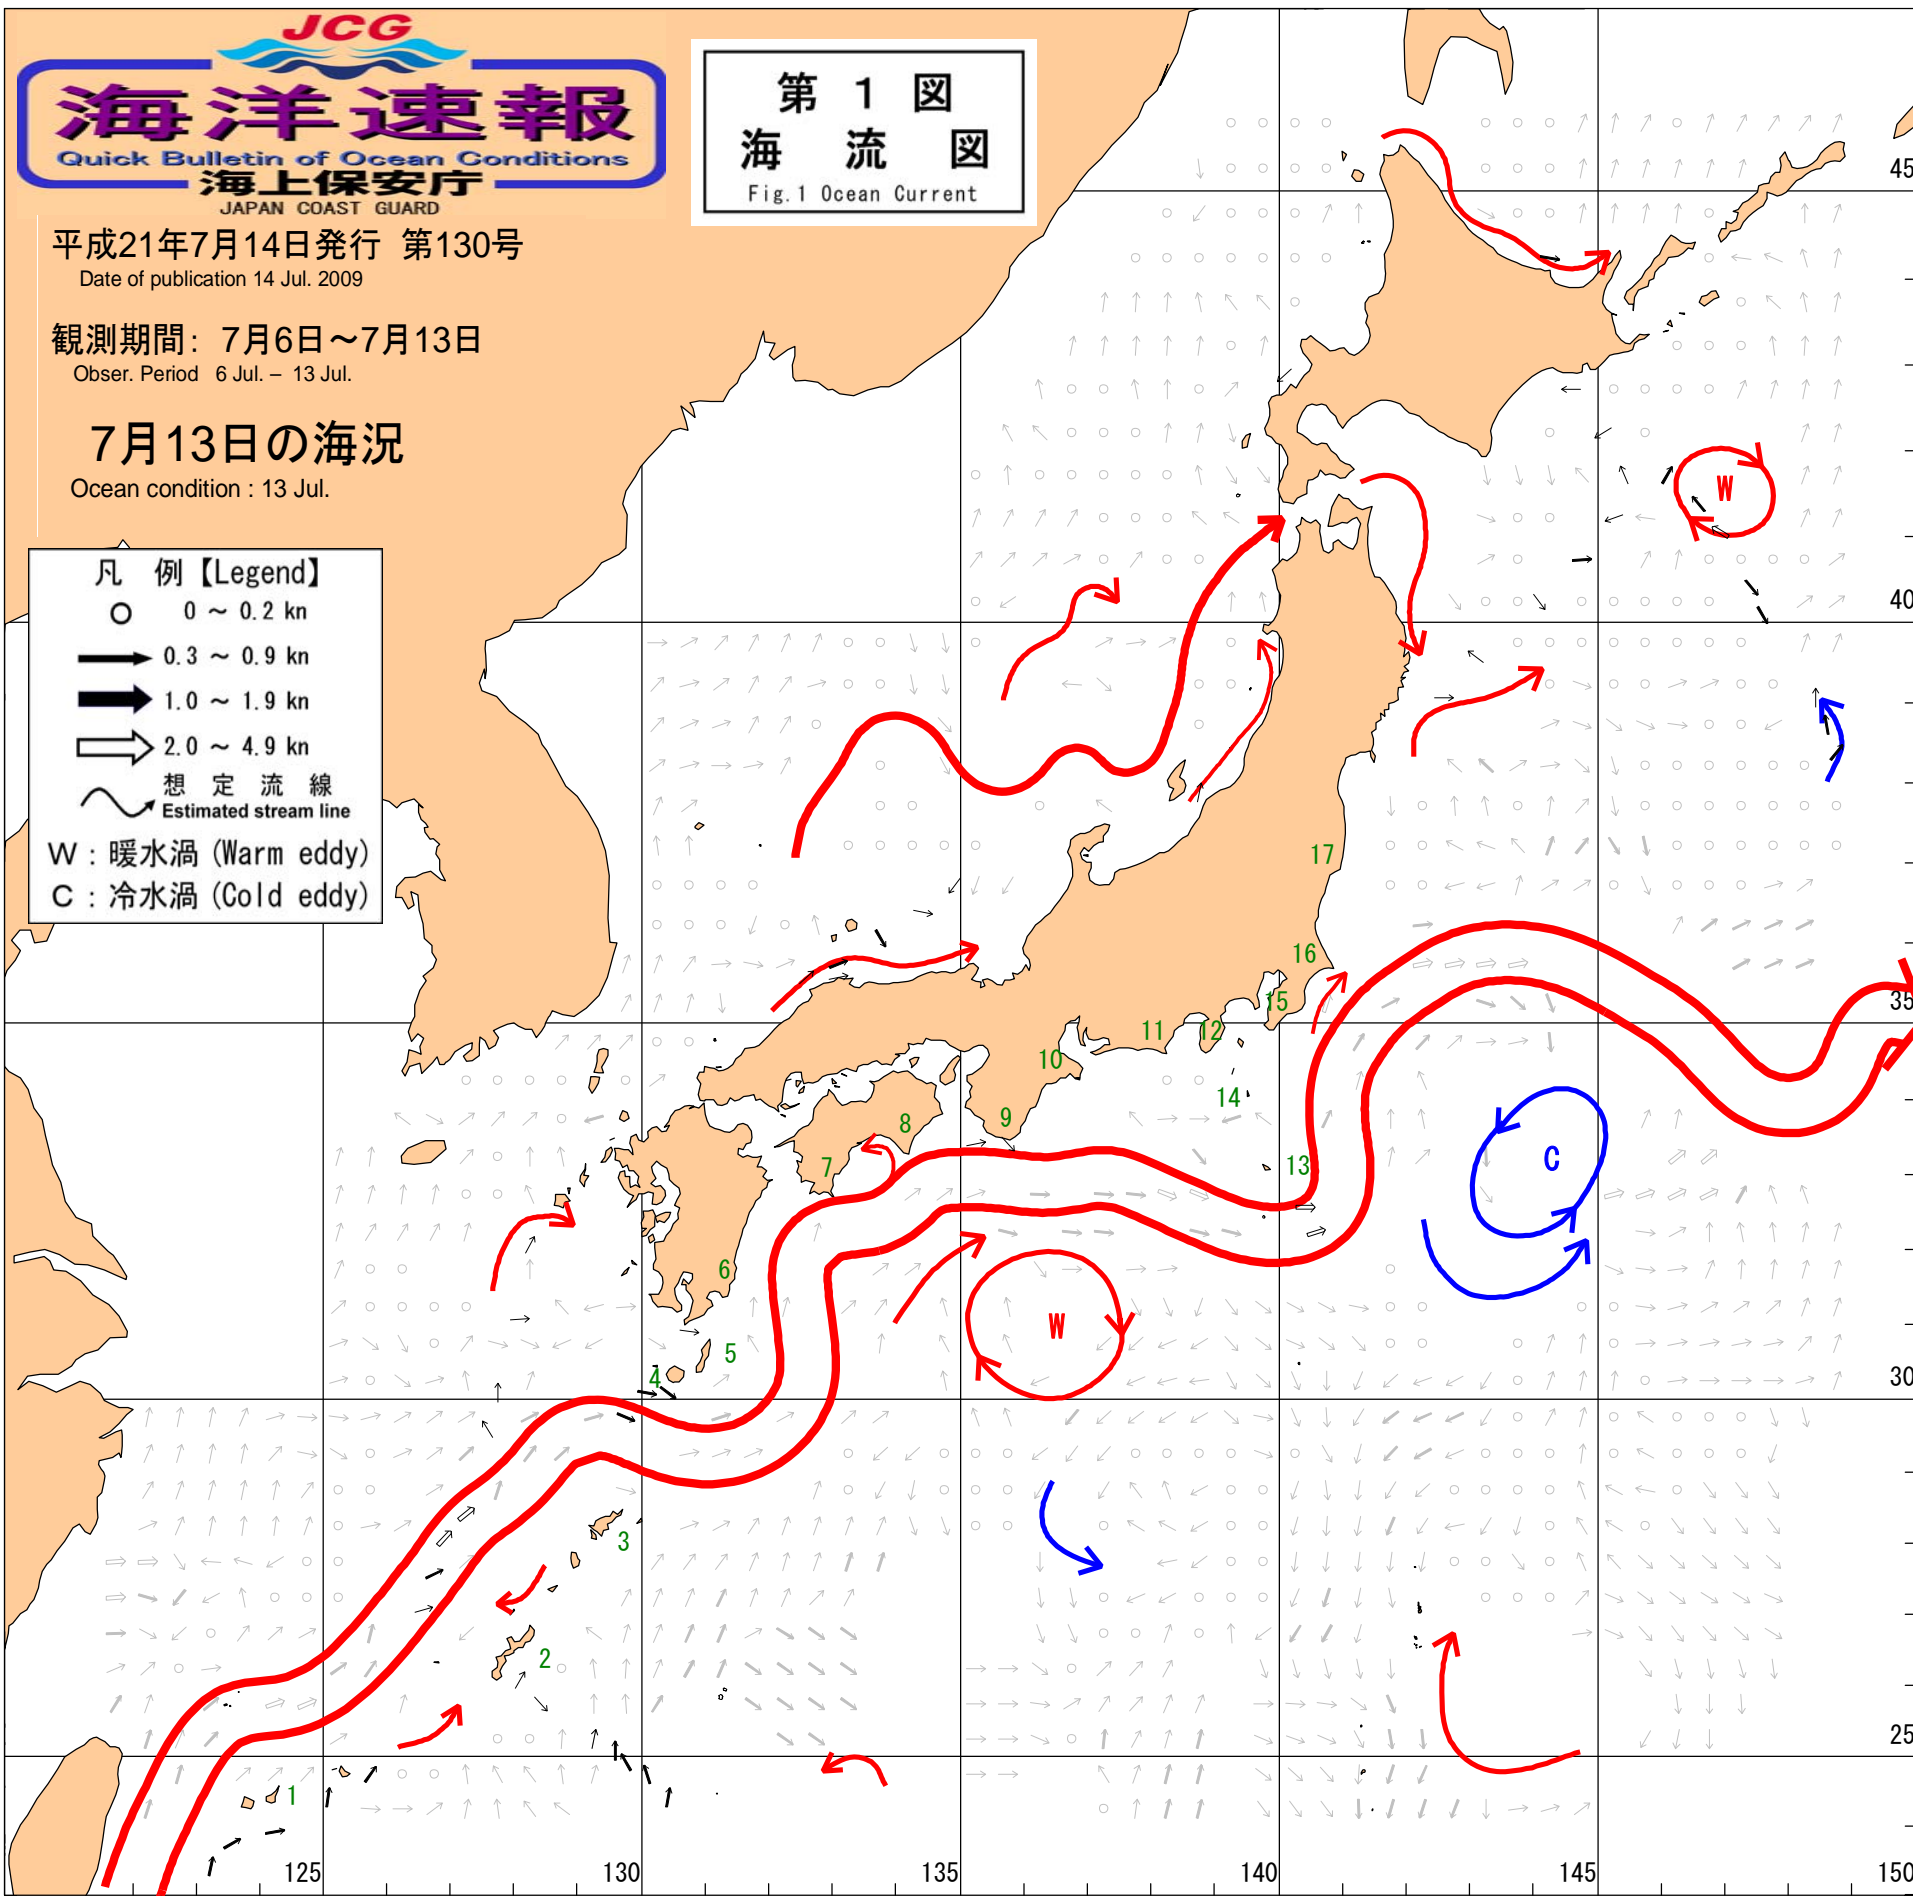 JCG
海洋速報
Quick Bulletin of Ocean Conditions
海上保安庁
JAPAN COAST GUARD
第 1 図
海 流 図
Fig.1 Ocean Current
平成21年7月14日発行 第130号
Date of publication 14 Jul. 2009
観測期間： 7月6日～7月13日
Obser. Period 6 Jul. – 13 Jul.
7月13日の海況
Ocean condition : 13 Jul.
凡 例【Legend】
0 ～ 0.2 kn
0.3 ～ 0.9 kn
1.0 ～ 1.9 kn
2.0 ～ 4.9 kn
想 定 流 線
Estimated stream line
W : 暖水渦 (Warm eddy)
C : 冷水渦 (Cold eddy)
45
W
40
17
16
15
35
11
12
10
14
9
8
7
13
C
6
W
5
4
30
3
2
25
1
125
130
135
140
145
150